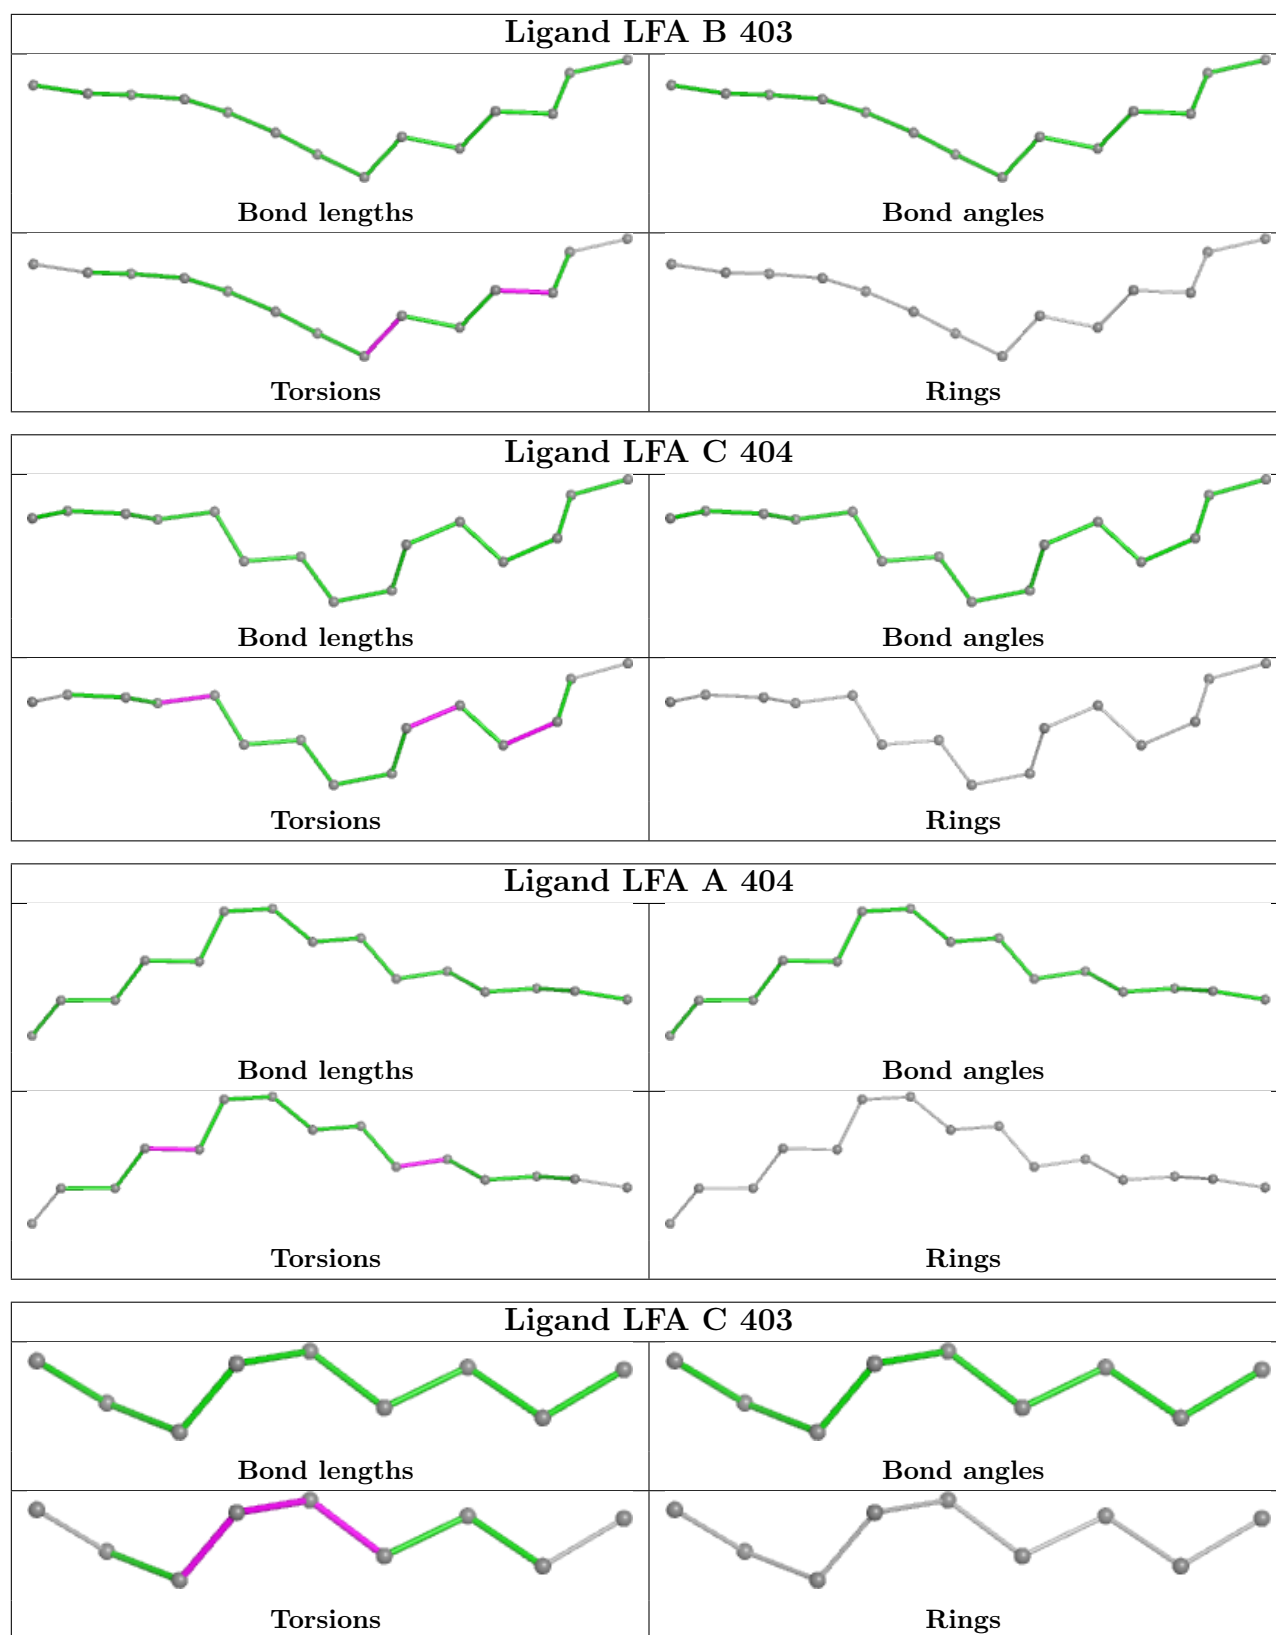 Ligand LFA B 403
Bond lengths
Bond angles
Torsions
Rings
Ligand LFA C 404
Bond lengths
Bond angles
Torsions
Rings
Ligand LFA A 404
Bond lengths
Bond angles
Torsions
Rings
Ligand LFA C 403
Bond lengths
Bond angles
Torsions
Rings